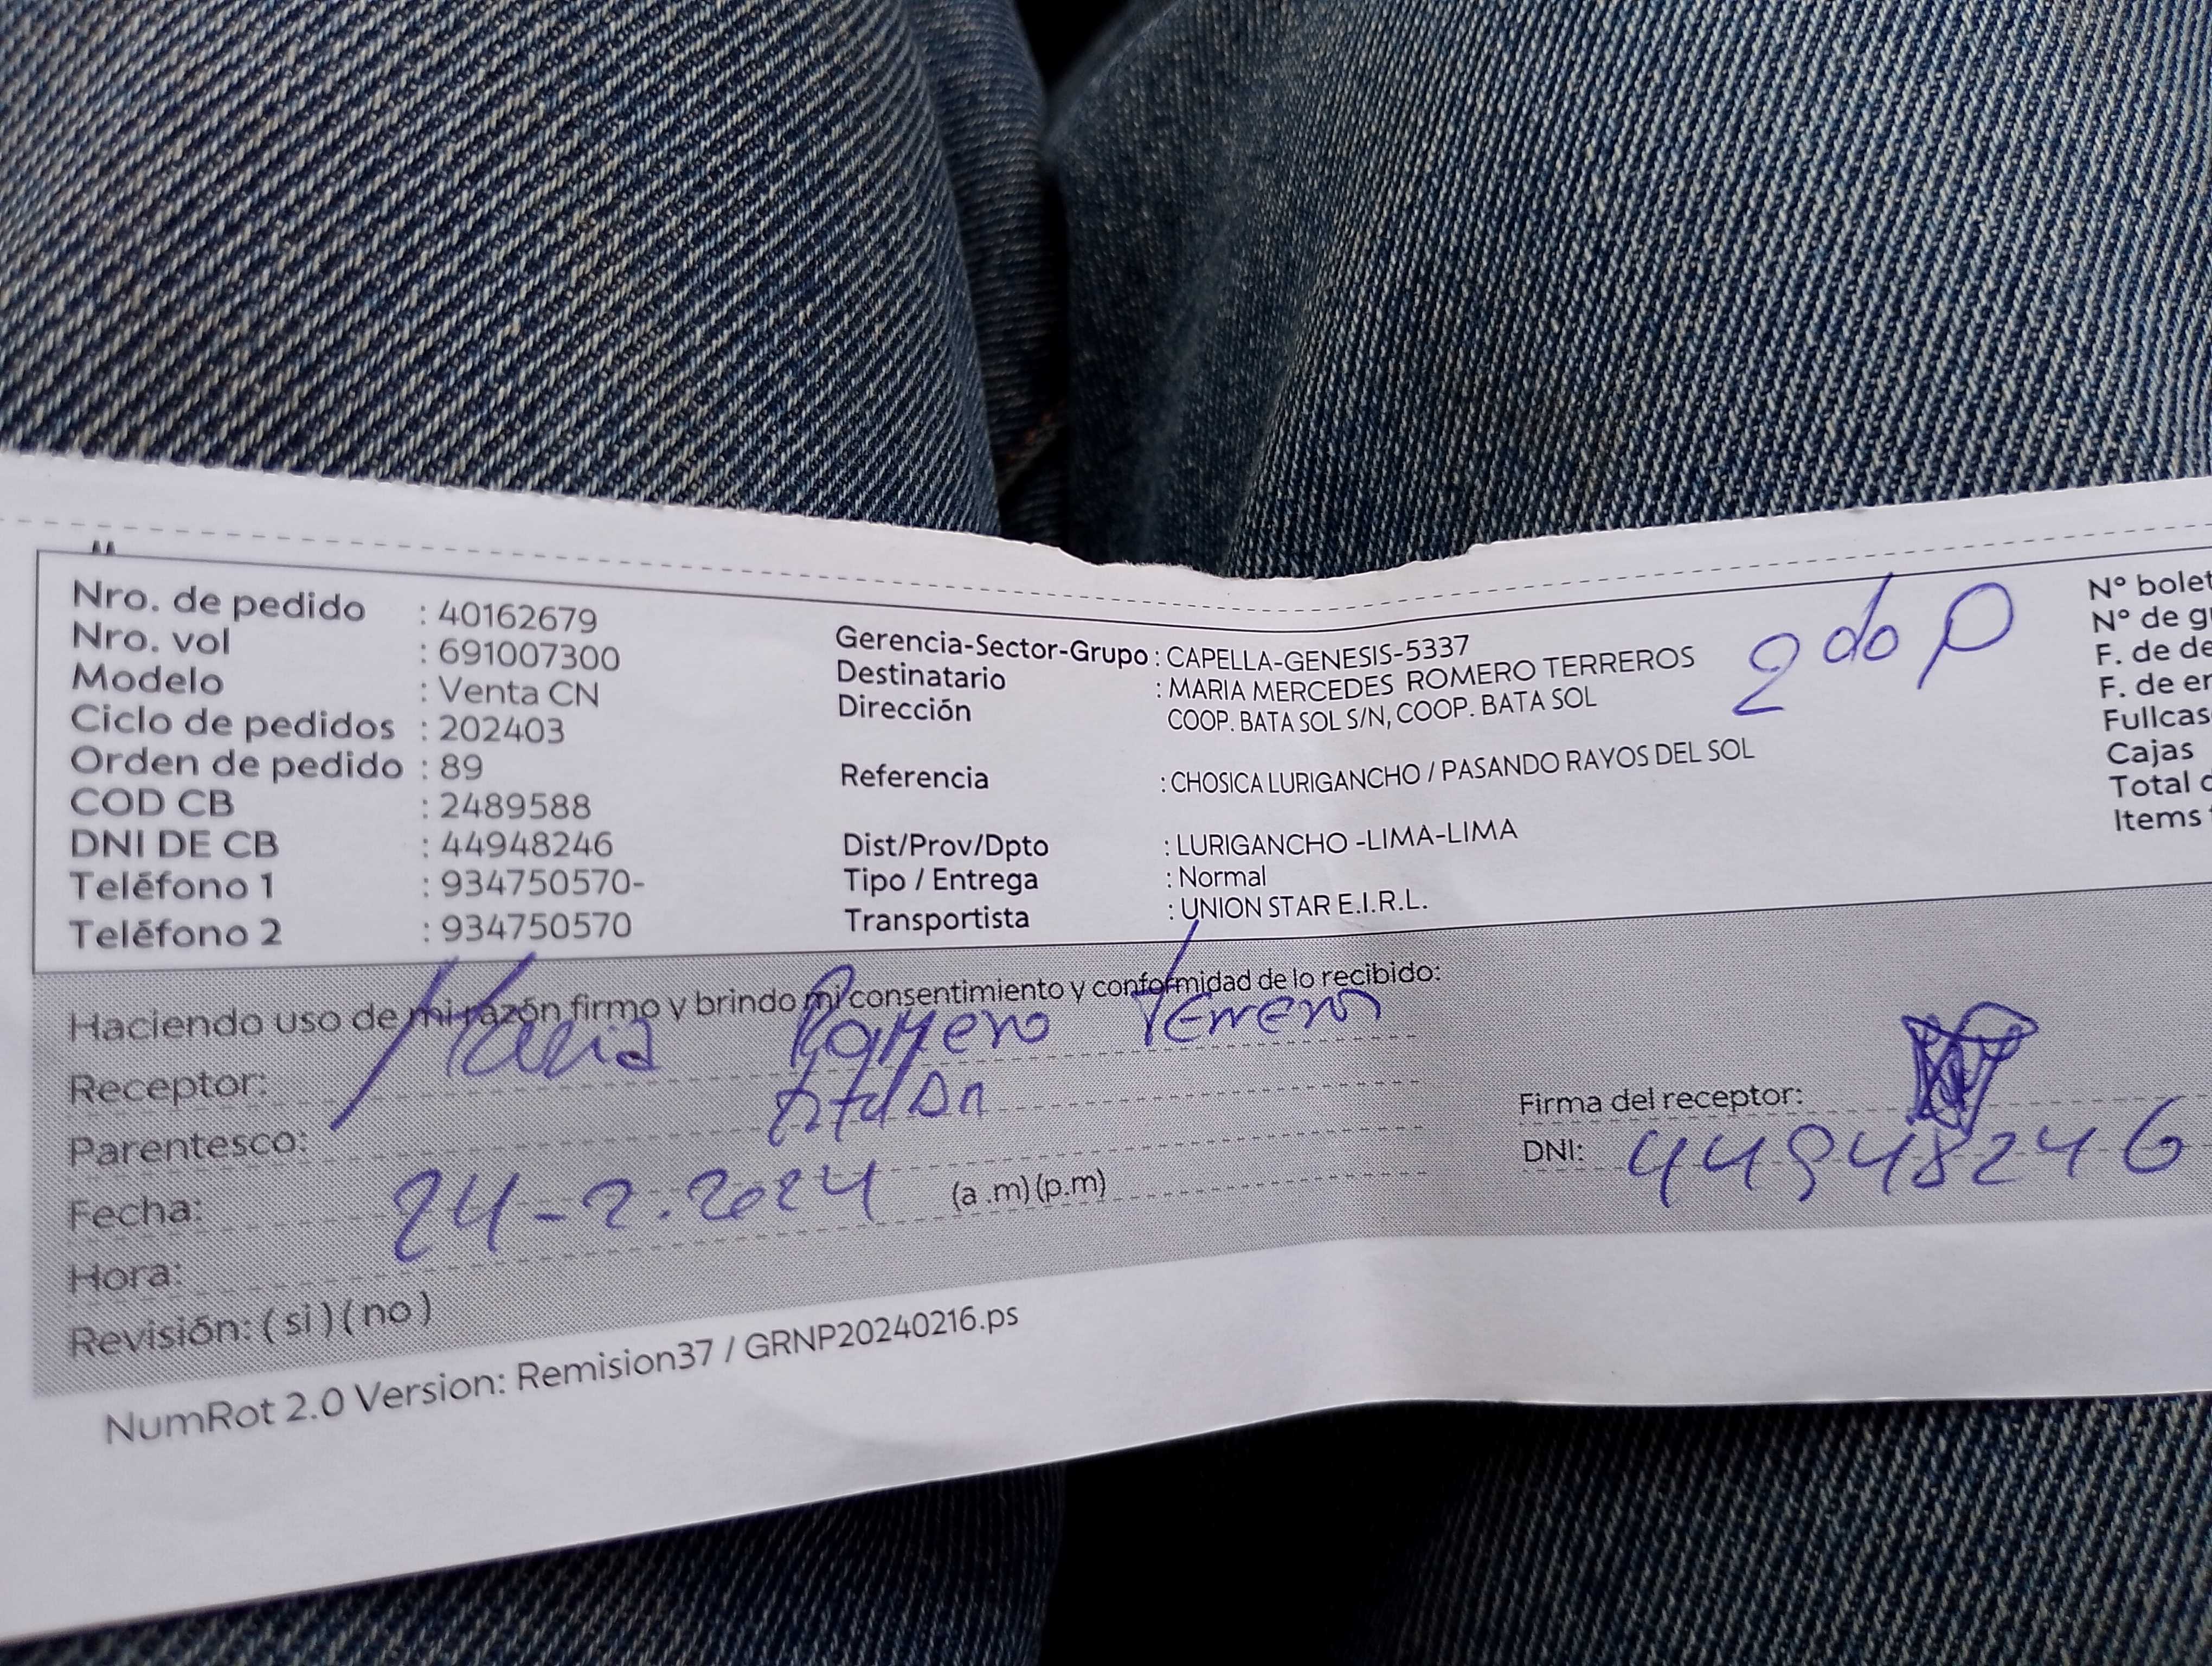 Nro. de pedido : 40162679
Nro. vol : 691007300
Modelo : Venta CN
Ciclo de pedidos : 202403
Orden de pedido : 89
COD CB : 2489588
DNI DE CB : 44948246
Teléfono 1 : 934750570-
Teléfono 2 : 934750570
Gerencia-Sector-Grupo : CAPELLA-GENESIS-5337
Destinatario : MARIA MERCEDES ROMERO TERREROS
Dirección COOP. BATA SOL S/N, COOP. BATA SOL
Referencia : CHOSICA LURIGANCHO / PASANDO RAYOS DEL SOL
Dist/Prov/Dpto : LURIGANCHO -LIMA-LIMA
Tipo / Entrega : Normal
Transportista : UNION STAR E.I.R.L.
2do P
N° bolet
N° de g
F. de de
F. de en
Fullcas
Cajas
Total d
Items
Haciendo uso de mi razón firmo y brindo mi consentimiento y conformidad de lo recibido:
Receptor: Maria Romero Terreros
Parentesco:
Fecha: 24-2.2024 (a .m) (p.m)
Hora:
Revisión: ( si ) ( no )
Firma del receptor:
DNI: 44948246
NumRot 2.0 Version: Remision37 / GRNP20240216.ps